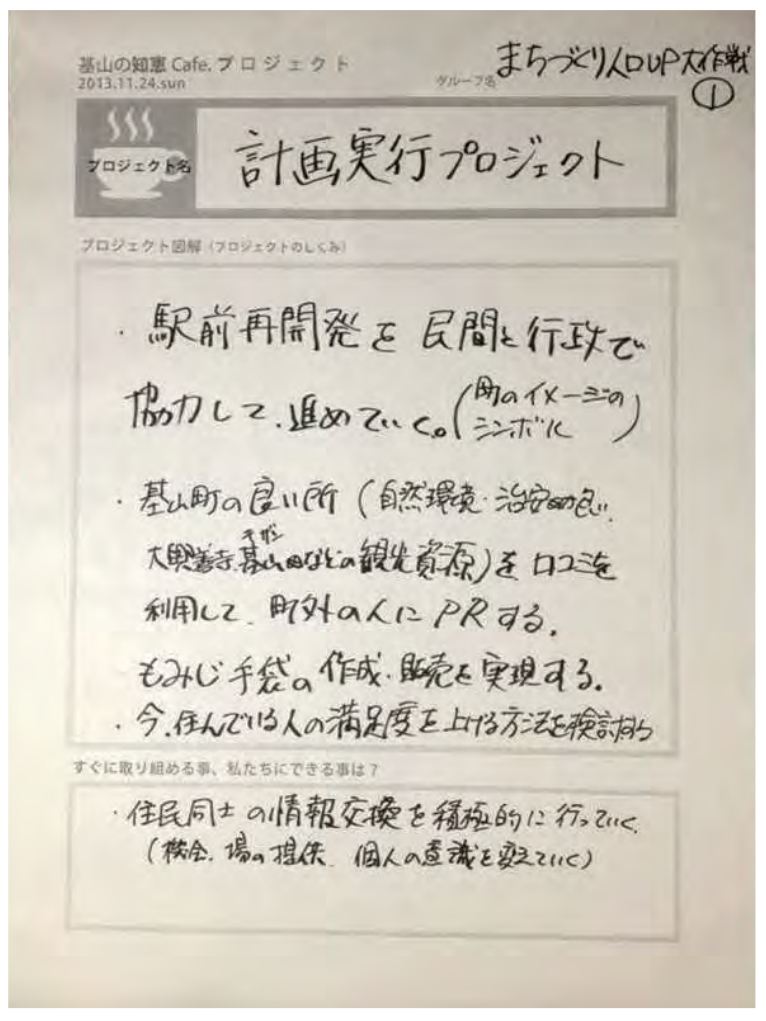 基山の知恵 Cafe. プロジェクト
2013.11.24.sun
グループ名 まちづくり人口UP大作戦
①
プロジェクト名 計画実行プロジェクト
プロジェクト図解(プロジェクトのしくみ)
・駅前再開発を民間と行政で
協力して、進めていく。(町のイメージの
シンボル)
・基山町の良い所(自然環境・治安の良い、
キザン
大興善寺、基山などの観光資源)を口コミを
利用して、町外の人にPRする。
もみじ手袋の作成・販売を実現する。
・今、住んでいる人の満足度を上げる方法を検討する
すぐに取り組める事、私たちにできる事は?
・住民同士の情報交換を積極的に行っていく。
(機会、場の提供、個人の意識を変えていく)